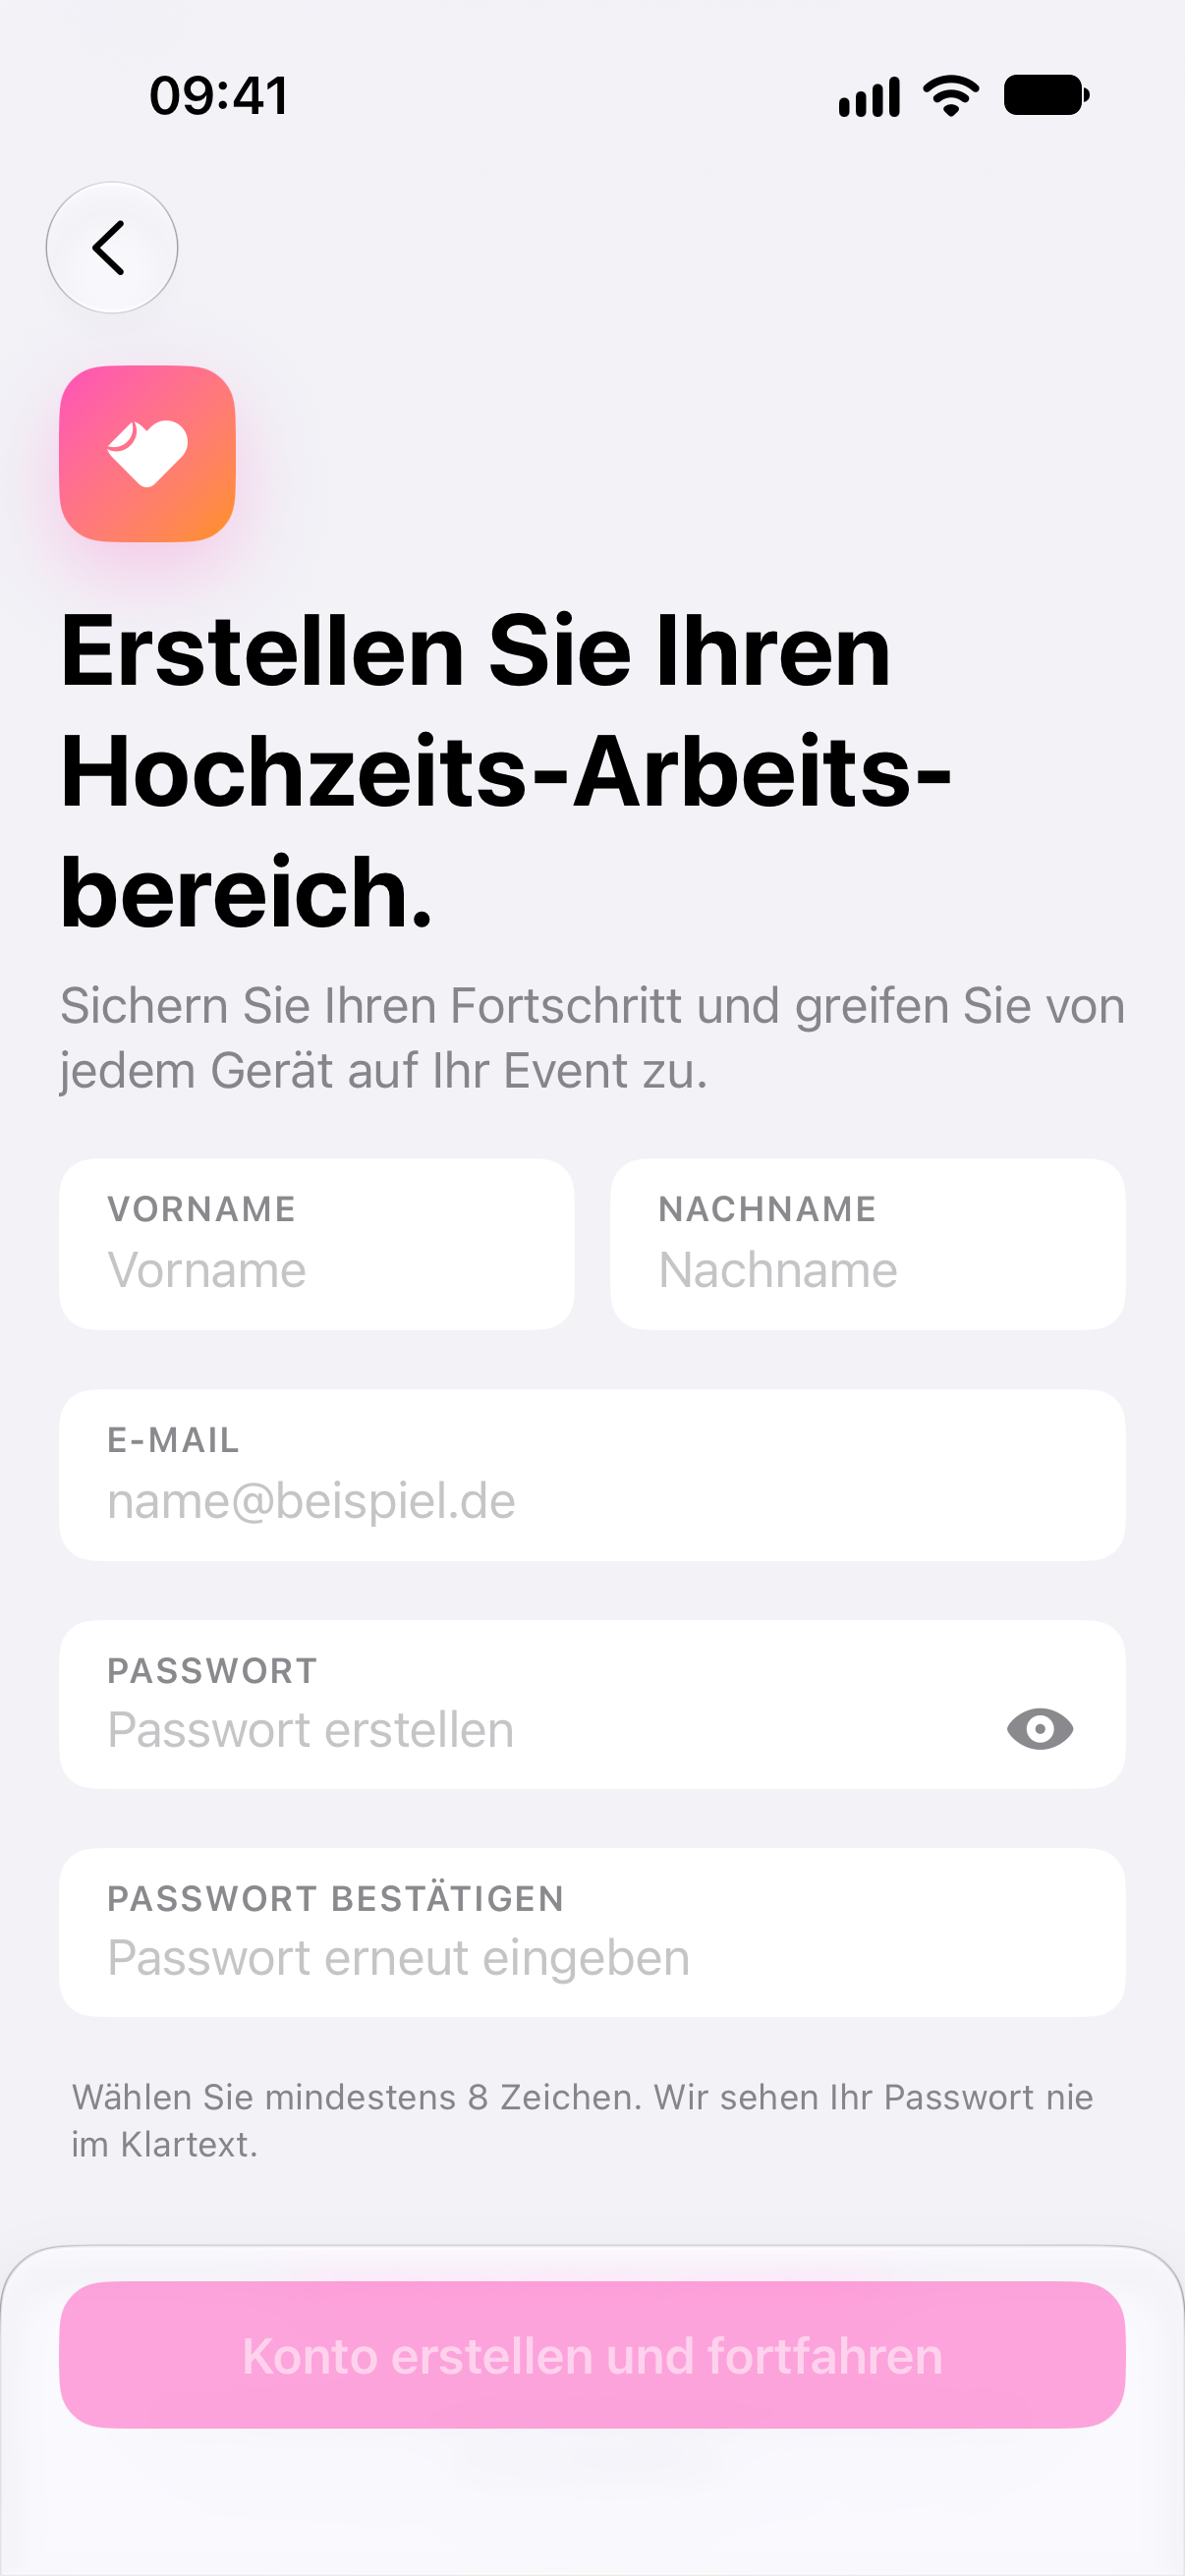 09:41
Erstellen Sie Ihren
Hochzeits-Arbeits-
bereich.
Sichern Sie Ihren Fortschritt und greifen Sie von
jedem Gerät auf Ihr Event zu.
VORNAME
Vorname
NACHNAME
Nachname
E-MAIL
name@beispiel.de
PASSWORT
Passwort erstellen
PASSWORT BESTÄTIGEN
Passwort erneut eingeben
Wählen Sie mindestens 8 Zeichen. Wir sehen Ihr Passwort nie
im Klartext.
Konto erstellen und fortfahren